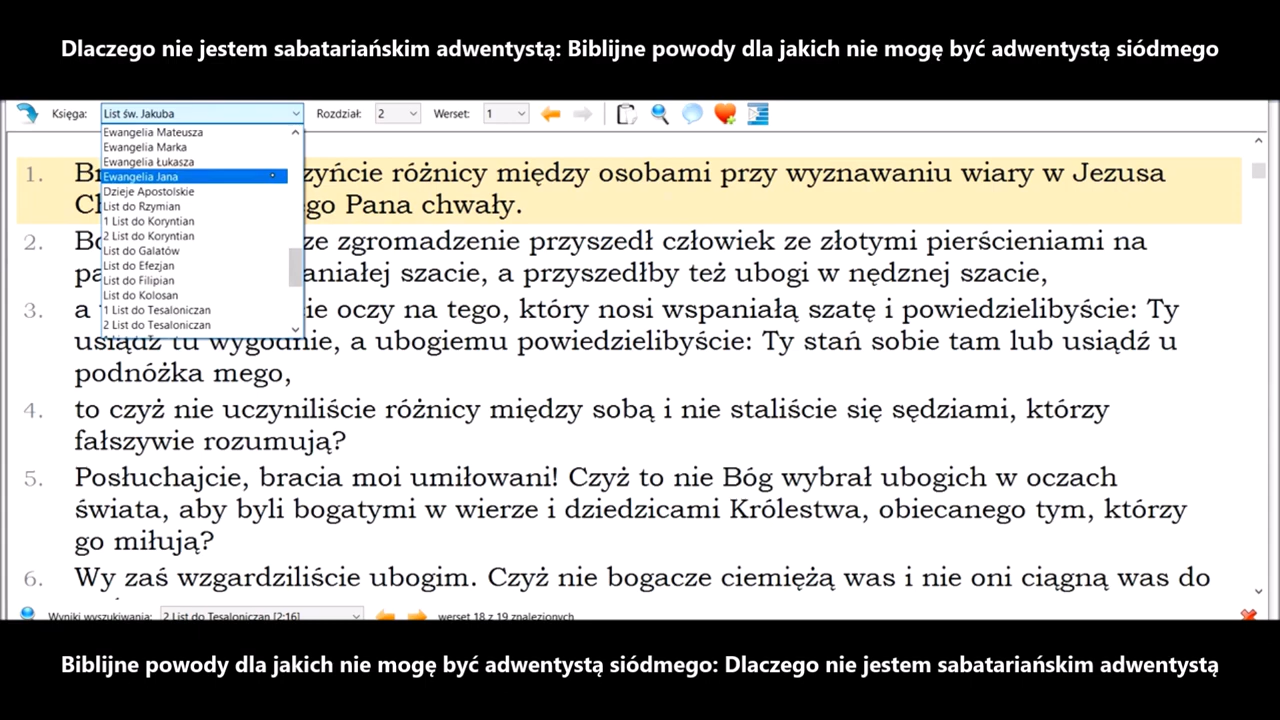 Dlaczego nie jestem sabatariańskim adwentystą: Biblijne powody dla jakich nie mogę być adwentystą siódmego
Księga: List św. Jakuba Rozdział: 2 Werset: 1
Ewangelia Mateusza
Ewangelia Marka
Ewangelia Łukasza
Ewangelia Jana
Dzieje Apostolskie
List do Rzymian
1 List do Koryntian
2 List do Koryntian
List do Galatów
List do Efezjan
List do Filipian
List do Kolosan
1 List do Tesaloniczan
2 List do Tesaloniczan
1. różnicy między osobami przy wyznawaniu wiary w Jezusa
Pana chwały.
2. zgromadzenie przyszedł człowiek ze złotymi pierścieniami na
szacie, a przyszedłby też ubogi w nędznej szacie,
3. a oczy na tego, który nosi wspaniałą szatę i powiedzielibyście: Ty
usiądź tu wygodnie, a ubogiemu powiedzielibyście: Ty stań sobie tam lub usiądź u
podnóżka mego,
4. to czyż nie uczyniliście różnicy między sobą i nie staliście się sędziami, którzy
fałszywie rozumują?
5. Posłuchajcie, bracia moi umiłowani! Czyż to nie Bóg wybrał ubogich w oczach
świata, aby byli bogatymi w wierze i dziedzicami Królestwa, obiecanego tym, którzy
go miłują?
6. Wy zaś wzgardziliście ubogim. Czyż nie bogacze ciemiężą was i nie oni ciągną was do
Wyniki wyszukiwania: 2 List do Tesaloniczan [2:16] werset 18 z 19 znalezionych
Biblijne powody dla jakich nie mogę być adwentystą siódmego: Dlaczego nie jestem sabatariańskim adwentystą